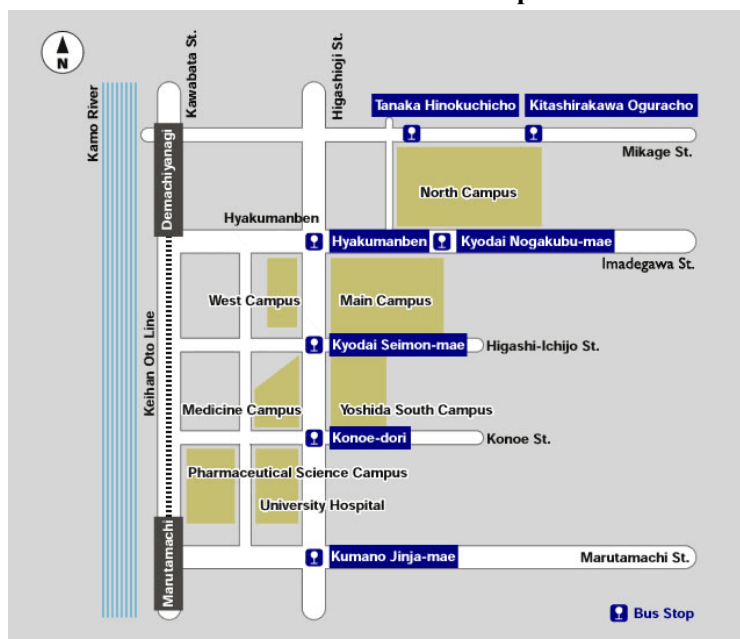 N
Kamo River
Kawabata St.
Higashioji St.
Tanaka Hinokuchicho
Kitashirakawa Oguracho
Mikage St.
Demachiyanagi
North Campus
Hyakumanben
Hyakumanben
Kyodai Nogakubu-mae
Imadegawa St.
West Campus
Main Campus
Keihan Oto Line
Kyodai Seimon-mae
Higashi-Ichijo St.
Medicine Campus
Yoshida South Campus
Konoe-dori
Konoe St.
Pharmaceutical Science Campus
University Hospital
Marutamachi
Kumano Jinja-mae
Marutamachi St.
Bus Stop